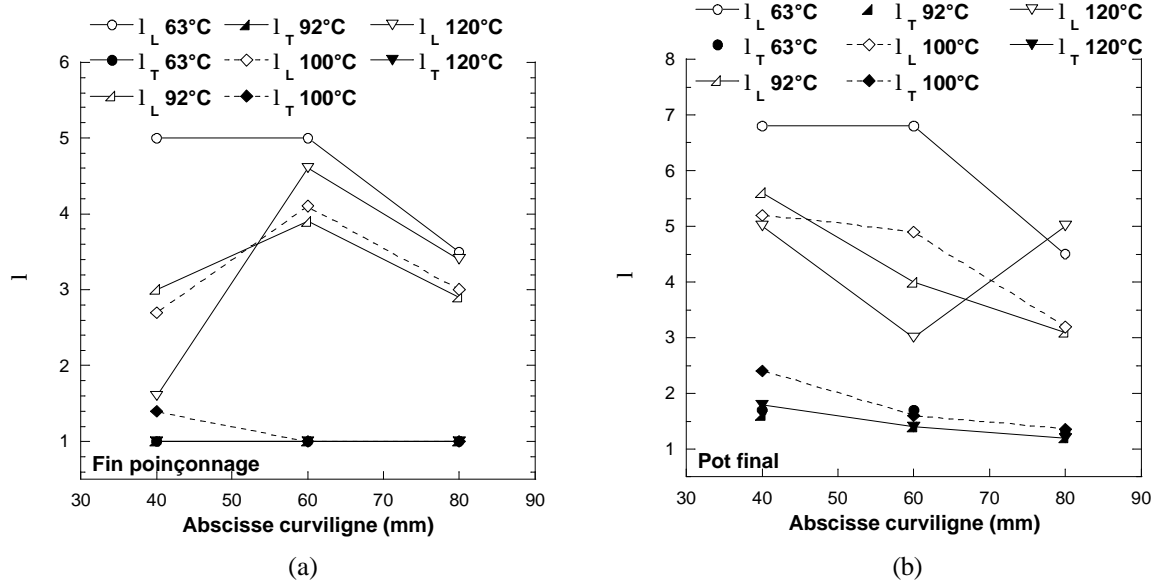 l L 63°C l T 92°C l L 120°C
l T 63°C l L 100°C l T 120°C
l L 92°C l T 100°C
6
5
4
3
2
1
l
Fin poinçonnage
30 40 50 60 70 80 90
Abscisse curviligne (mm)
(a)
l L 63°C l T 92°C l L 120°C
l T 63°C l L 100°C l T 120°C
l L 92°C l T 100°C
8
7
6
5
4
3
2
1
l
Pot final
30 40 50 60 70 80 90
Abscisse curviligne (mm)
(b)